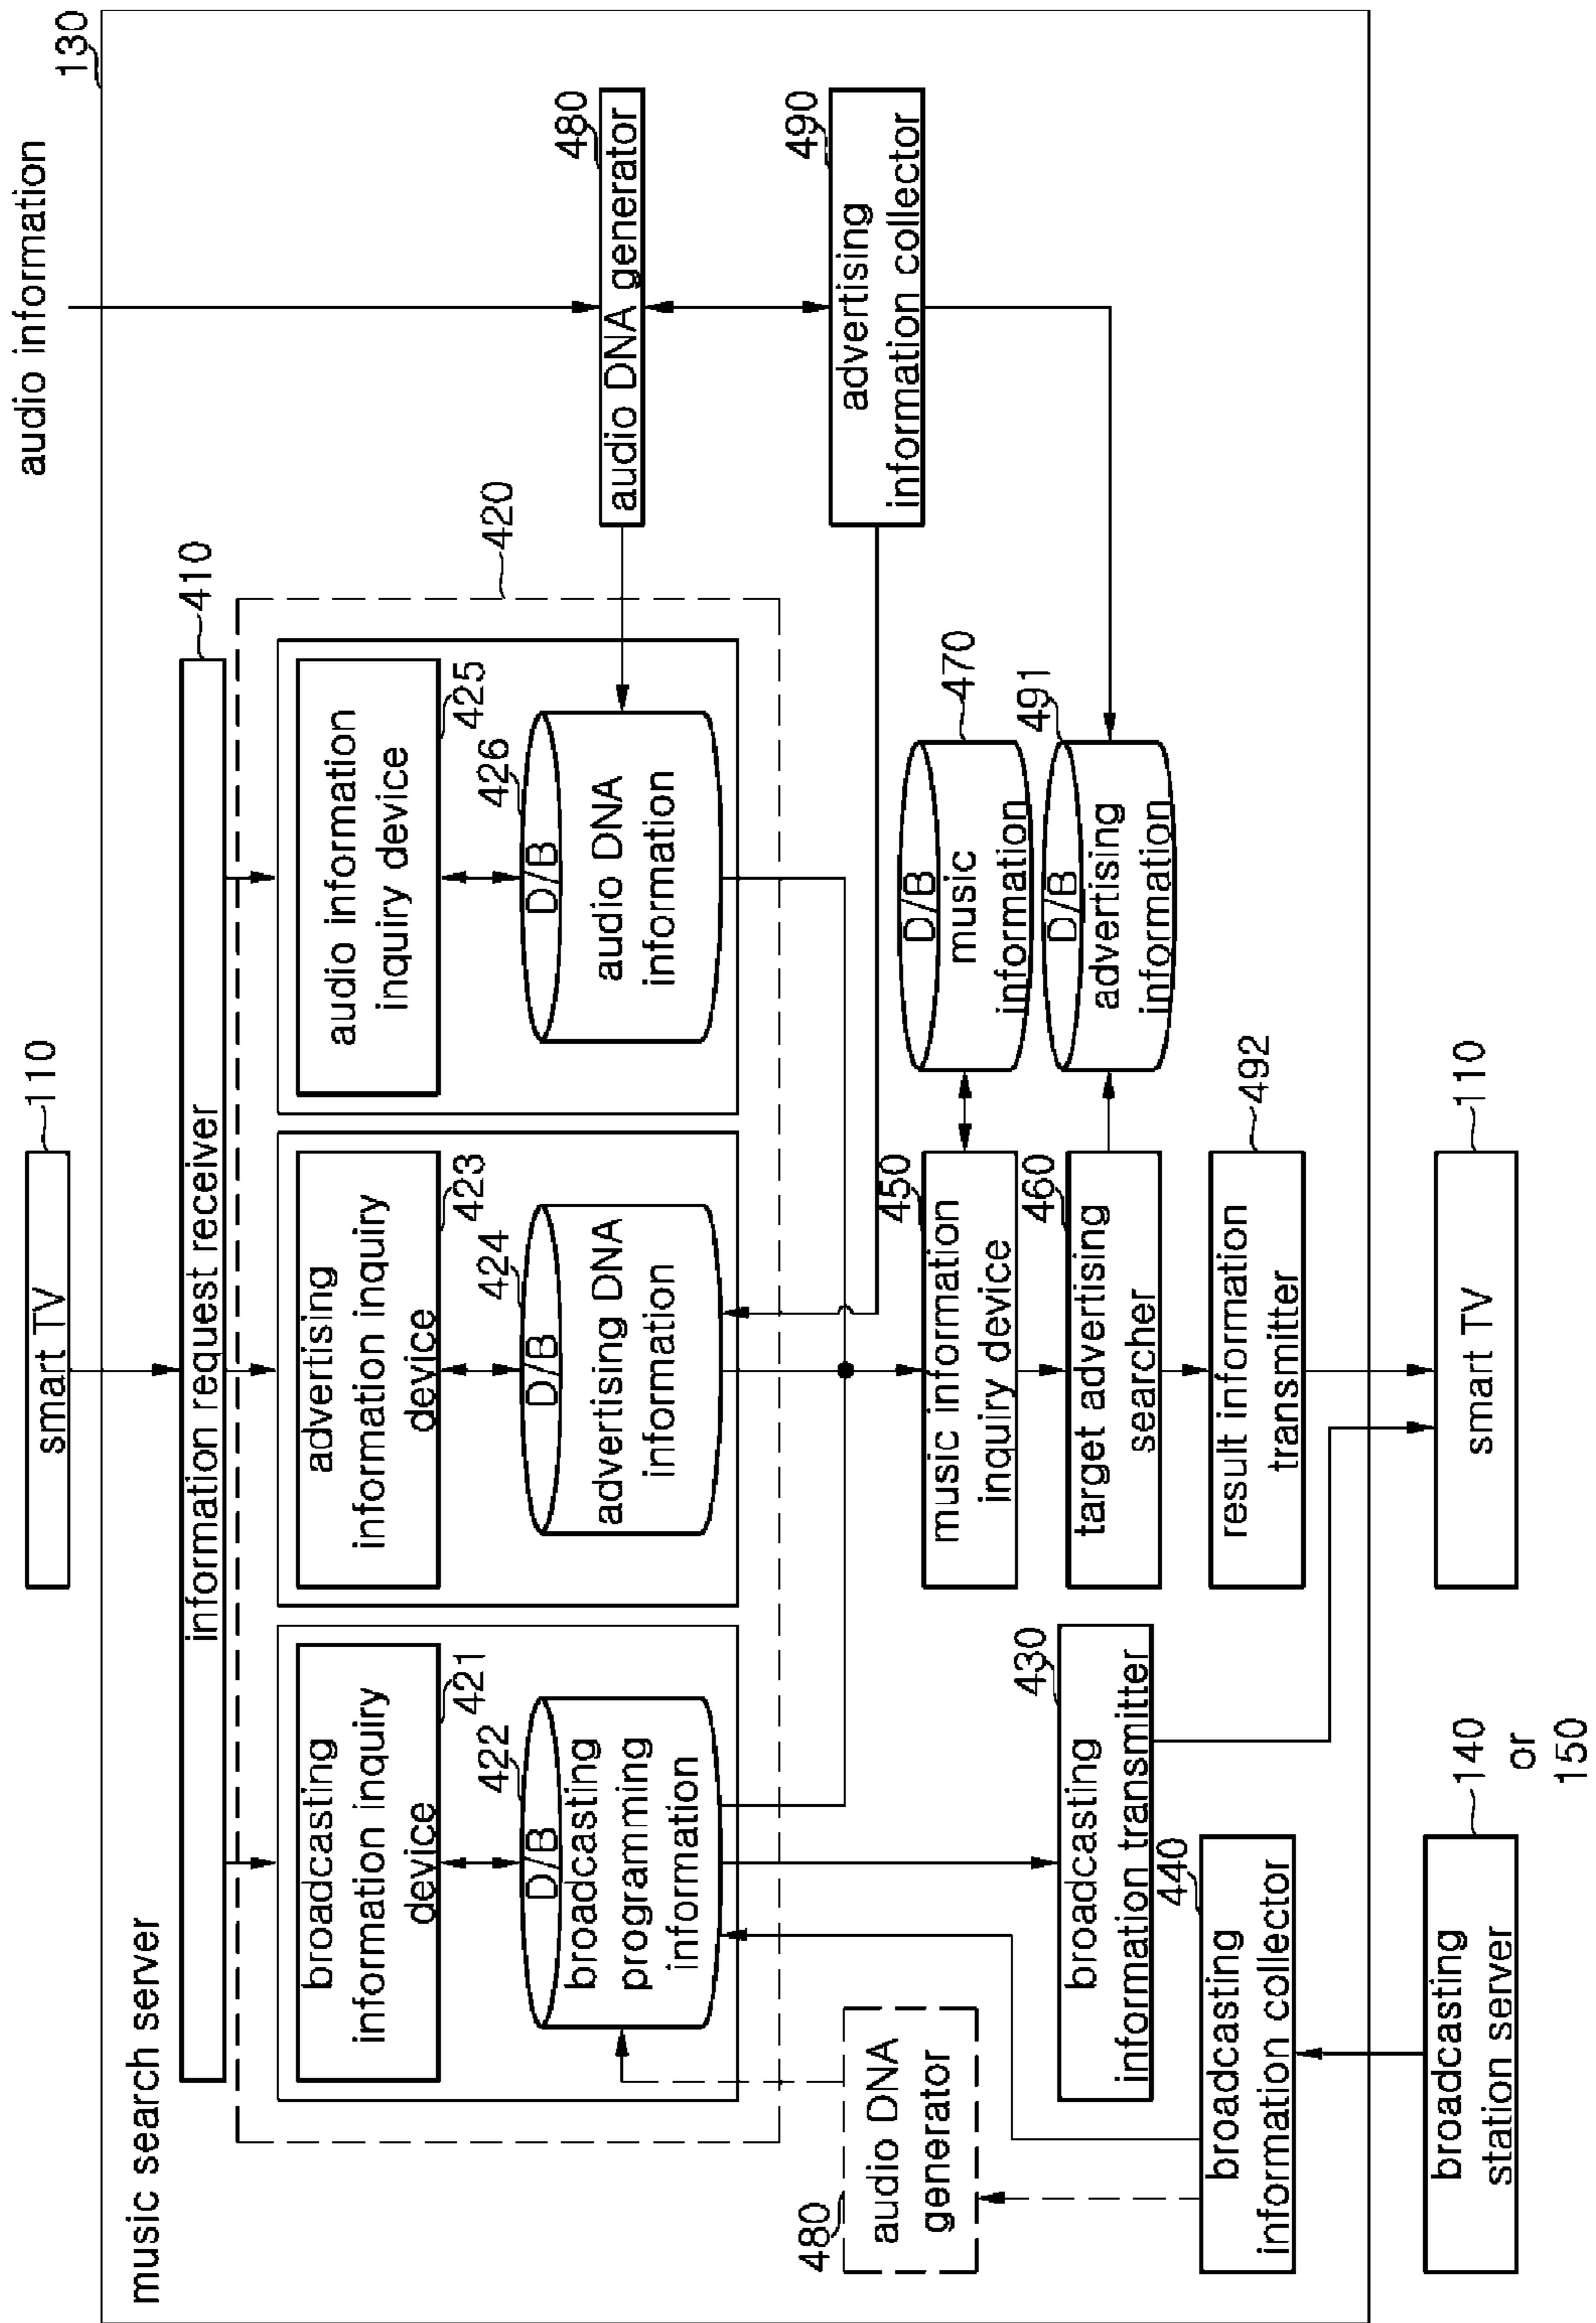 audio information
smart TV
110
130
music search server
information request receiver
410
420
broadcasting
information inquiry
device
421
422
D/B
broadcasting
programming
information
advertising
information inquiry
device
423
424
D/B
advertising DNA
information
audio information
inquiry device
425
426
D/B
audio DNA
information
480
audio DNA generator
490
advertising
information collector
480
audio DNA
generator
430
broadcasting
information transmitter
440
broadcasting
information collector
450
music information
inquiry device
470
D/B
music
information
460
target advertising
searcher
491
D/B
advertising
information
result information
transmitter
492
broadcasting
station server
140
or
150
smart TV
110